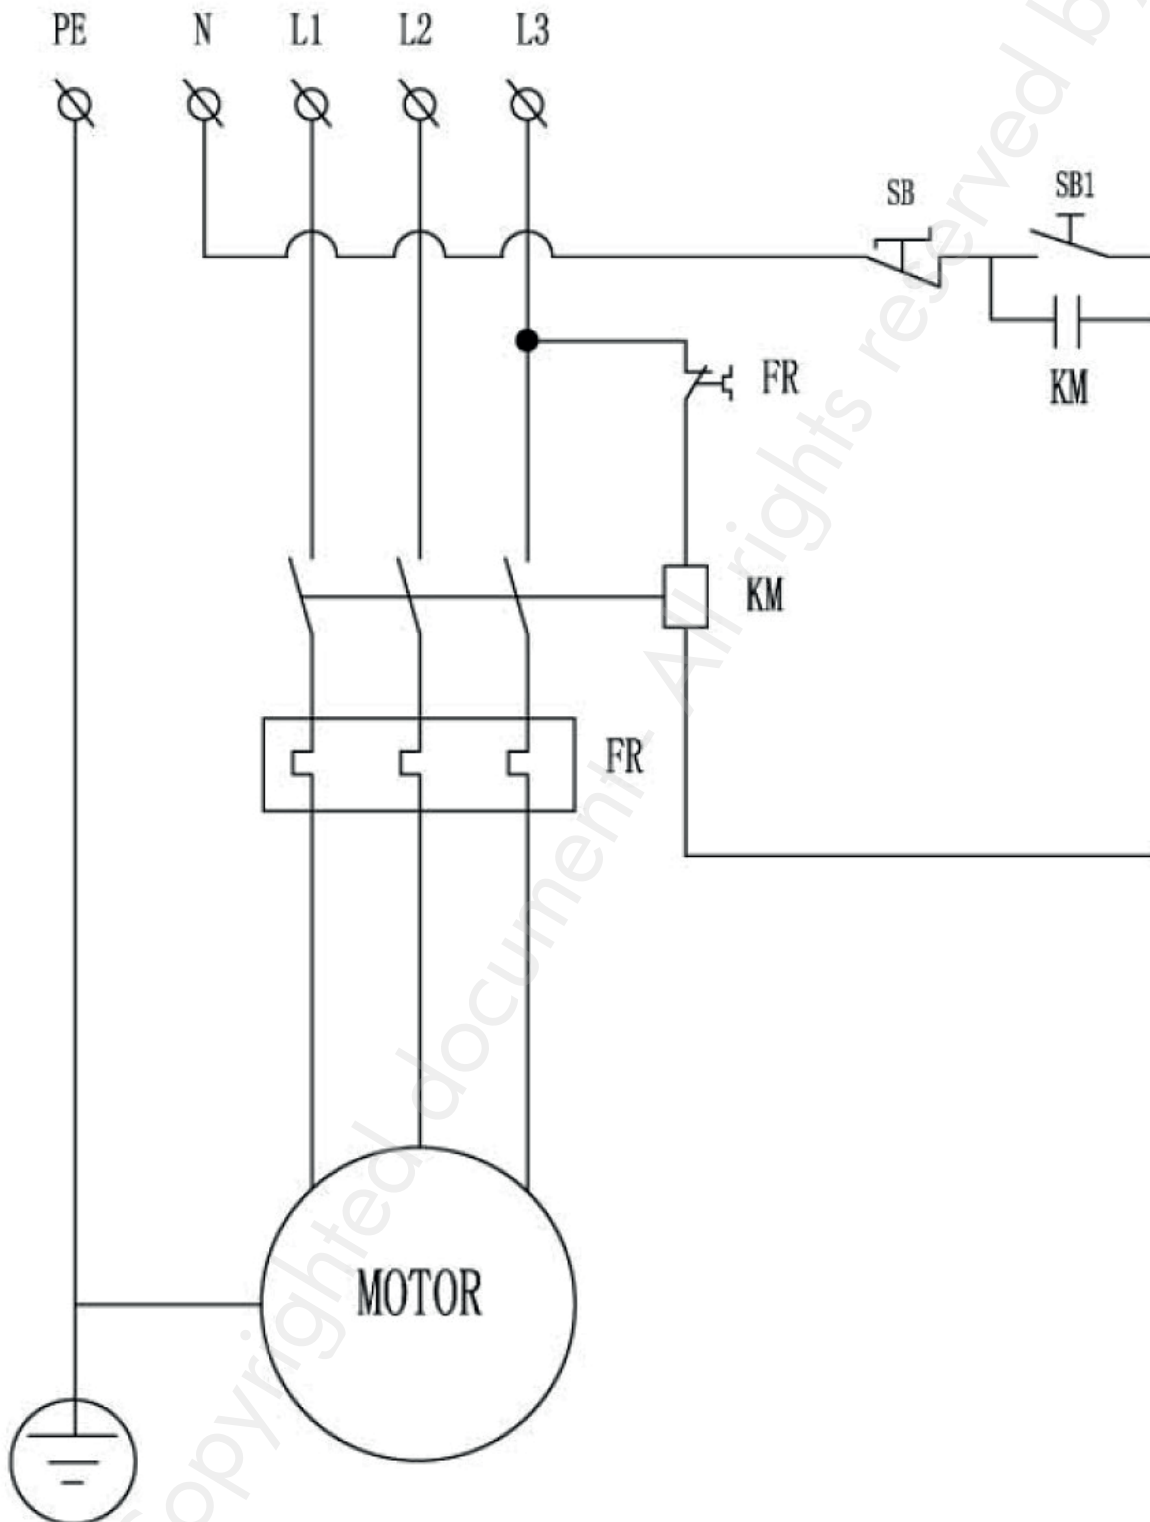 PE N L1 L2 L3
SB SB1
FR
KM
KM
FR
MOTOR
Copyrighted document - All rights reserved by